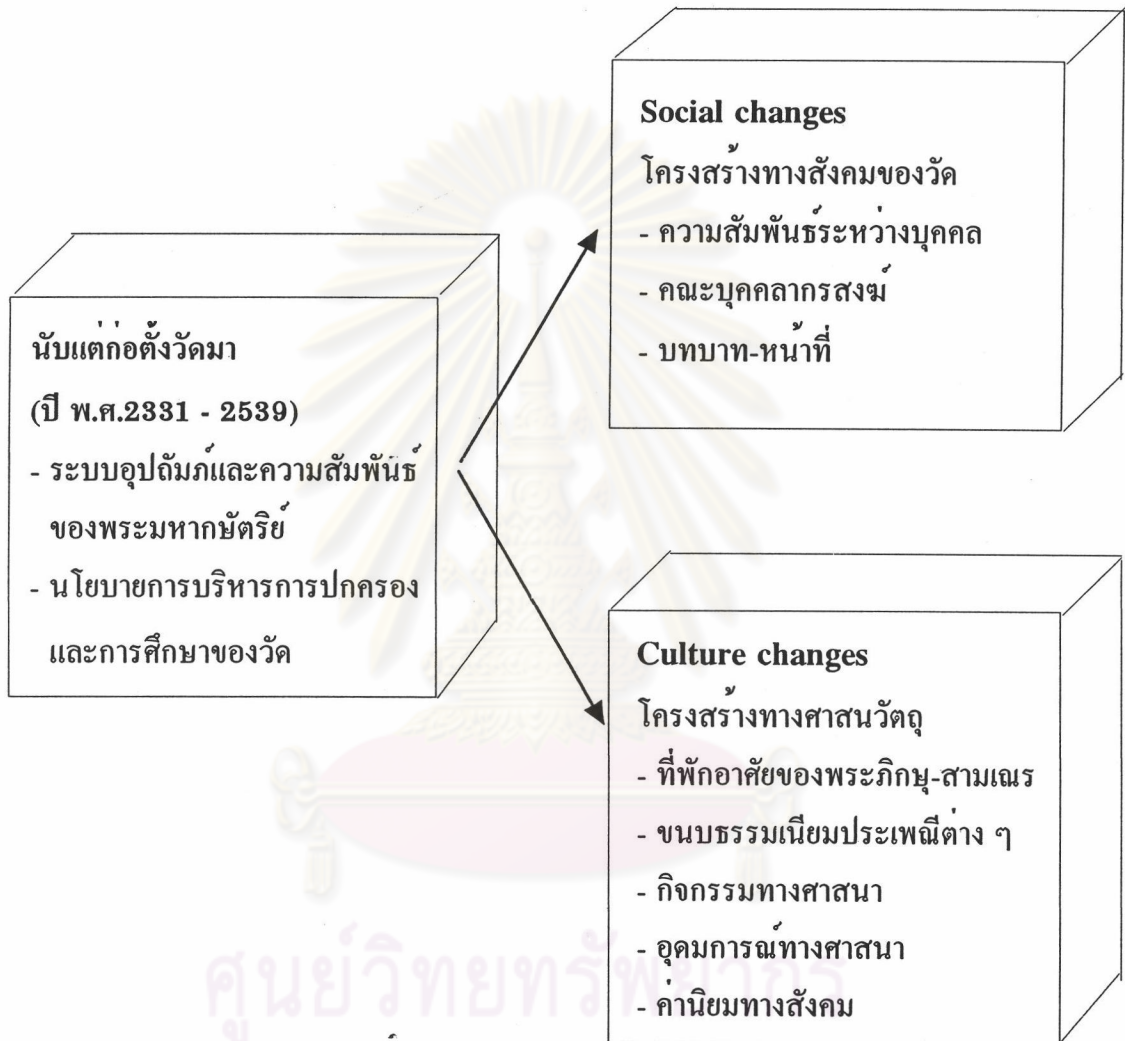 Social changes
โครงสร้างทางสังคมของวัด
- ความสัมพันธ์ระหว่างบุคคล
- คณะบุคคลากรสงฆ์
- บทบาท-หน้าที่
นับแต่ก่อตั้งวัดมา
(ปี พ.ศ.2331 - 2539)
- ระบบอุปถัมภ์และความสัมพันธ์
ของพระมหากษัตริย์
- นโยบายการบริหารการปกครอง
และการศึกษาของวัด
Culture changes
โครงสร้างทางศาสนวัตถุ
- ที่พักอาศัยของพระภิกษุ-สามเณร
- ขนบธรรมเนียมประเพณีต่าง ๆ
- กิจกรรมทางศาสนา
- อุดมการณ์ทางศาสนา
- ค่านิยมทางสังคม
ศูนย์วิทยทรัพยากร